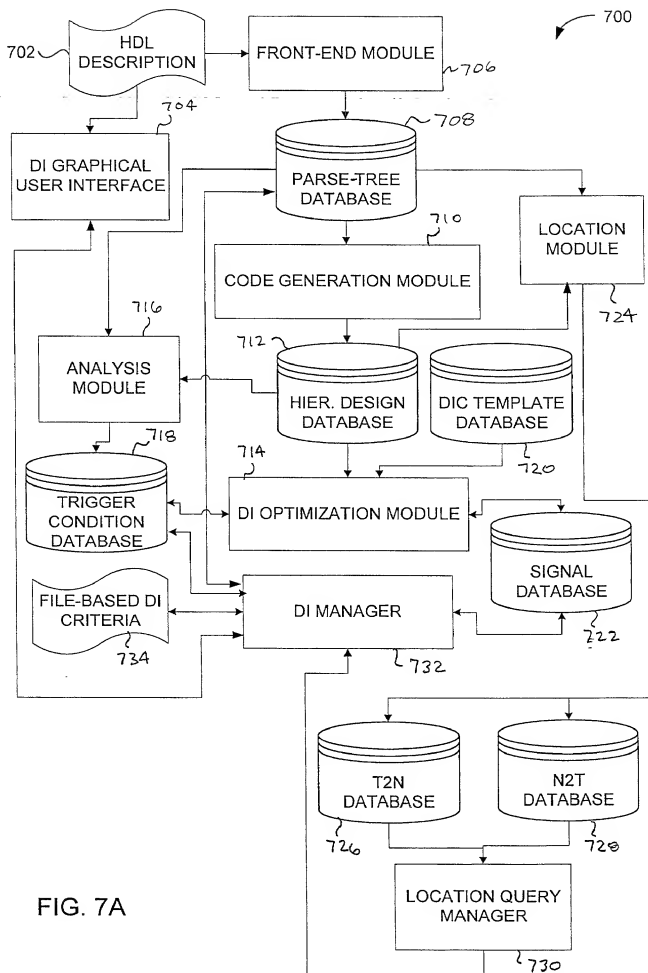 700
702
HDL
DESCRIPTION
FRONT-END MODULE
706
704
708
DI GRAPHICAL
USER INTERFACE
PARSE-TREE
DATABASE
710
LOCATION
MODULE
CODE GENERATION MODULE
724
716
712
ANALYSIS
MODULE
HIER. DESIGN
DATABASE
DIC TEMPLATE
DATABASE
718
714
720
TRIGGER
CONDITION
DATABASE
DI OPTIMIZATION MODULE
SIGNAL
DATABASE
FILE-BASED DI
CRITERIA
DI MANAGER
734
732
722
T2N
DATABASE
N2T
DATABASE
726
728
LOCATION QUERY
MANAGER
FIG. 7A
730